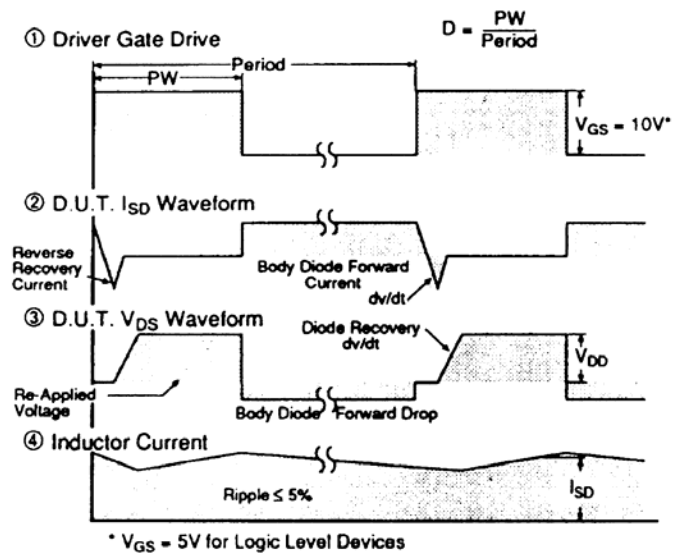 ① Driver Gate Drive
D = PW
Period
Period
PW
VGS = 10V*
② D.U.T. ISD Waveform
Reverse
Recovery
Current
Body Diode Forward
Current
dv/dt
③ D.U.T. VDS Waveform
Diode Recovery
dv/dt
VDD
Re-Applied
Voltage
Body Diode Forward Drop
④ Inductor Current
Ripple ≤ 5%
ISD
* VGS = 5V for Logic Level Devices